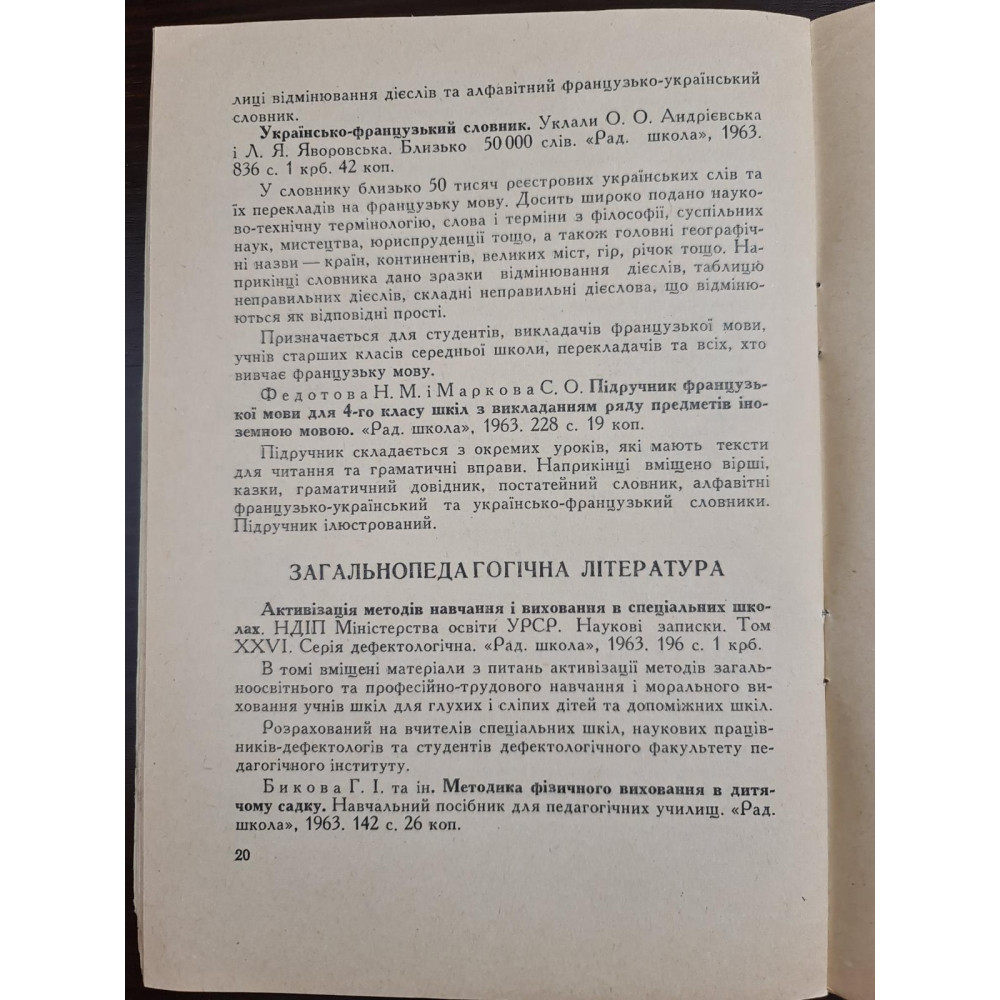 лиці відмінювання дієслів та алфавітний французько-український
словник.
Українсько-французький словник. Уклали О. О. Андрієвська
і Л. Я. Яворовська. Близько 50 000 слів. «Рад. школа», 1963.
836 с. 1 крб. 42 коп.
У словнику близько 50 тисяч реєстрових українських слів та
їх перекладів на французьку мову. Досить широко подано науко-
во-технічну термінологію, слова і терміни з філософії, суспільних
наук, мистецтва, юриспруденції тощо, а також головні географіч-
ні назви — країн, континентів, великих міст, гір, річок тощо. На-
прикінці словника дано зразки відмінювання дієслів, таблицю
неправильних дієслів, складні неправильні дієслова, що відміню-
ються як відповідні прості.
Призначається для студентів, викладачів французької мови,
учнів старших класів середньої школи, перекладачів та всіх, хто
вивчає французьку мову.
Федотова Н. М. і Маркова С. О. Підручник французь-
кої мови для 4-го класу шкіл з викладанням ряду предметів іно-
земною мовою. «Рад. школа», 1963. 228 с. 19 коп.
Підручник складається з окремих уроків, які мають тексти
для читання та граматичні вправи. Наприкінці вміщено вірші,
казки, граматичний довідник, постатейний словник, алфавітні
французько-український та українсько-французький словники.
Підручник ілюстрований.
ЗАГАЛЬНОПЕДАГОГІЧНА ЛІТЕРАТУРА
Активізація методів навчання і виховання в спеціальних шко-
лах. НДІП Міністерства освіти УРСР. Наукові записки. Том
XXVI. Серія дефектологічна. «Рад. школа», 1963. 196 с. 1 крб.
В томі вміщені матеріали з питань активізації методів загаль-
ноосвітнього та професійно-трудового навчання і морального ви-
ховання учнів шкіл для глухих і сліпих дітей та допоміжних шкіл.
Розрахований на вчителів спеціальних шкіл, наукових праців-
ників-дефектологів та студентів дефектологічного факультету пе-
дагогічного інституту.
Бикова Г. І. та ін. Методика фізичного виховання в дитя-
чому садку. Навчальний посібник для педагогічних училищ. «Рад.
школа», 1963. 142 с. 26 коп.
20